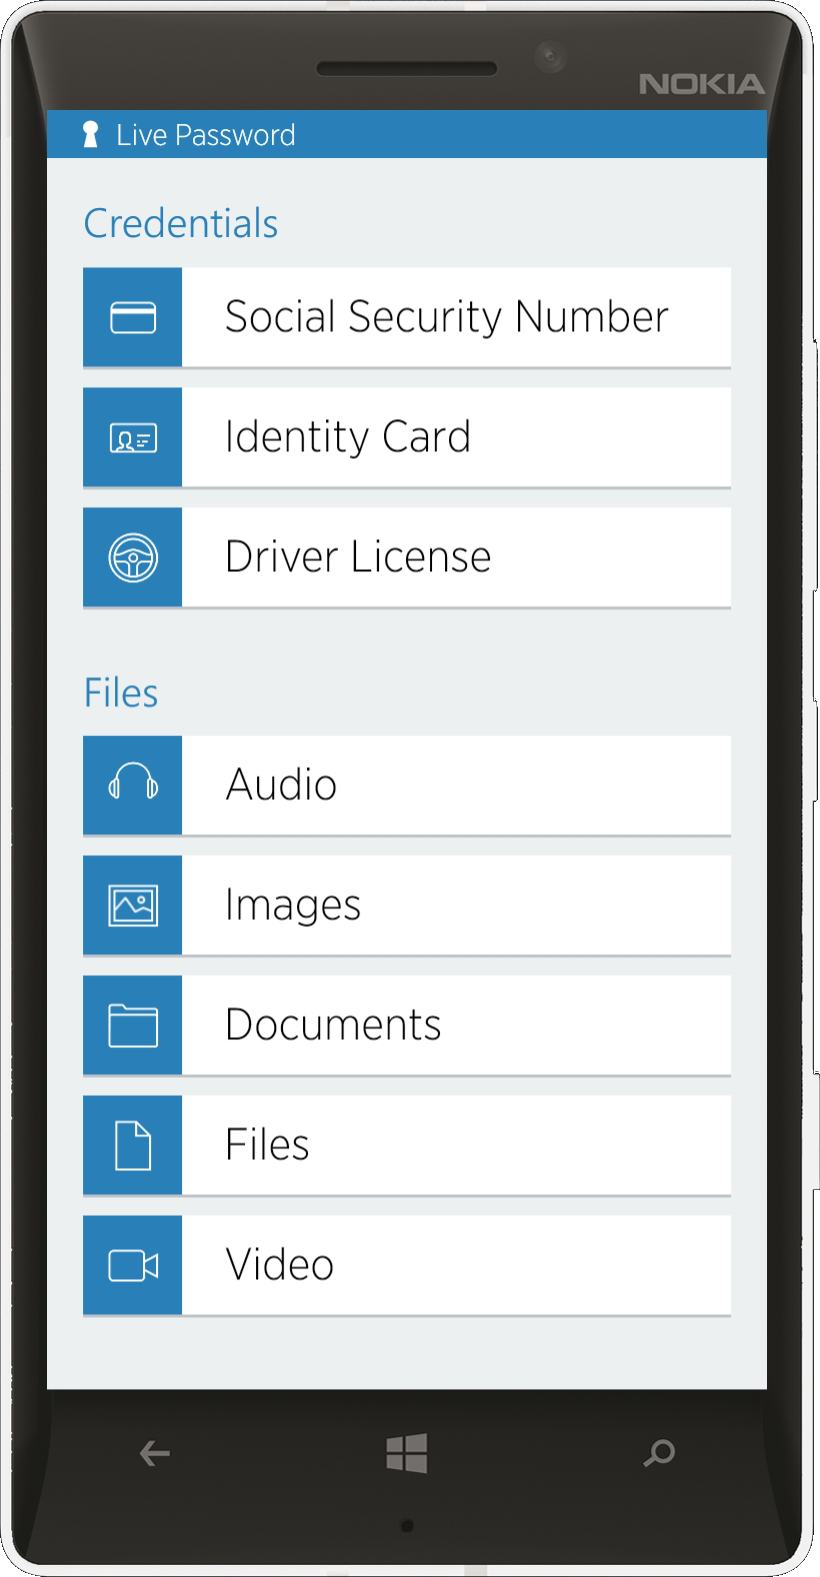 NOKIA
Live Password
Credentials
Social Security Number
Identity Card
Driver License
Files
Audio
Images
Documents
Files
Video